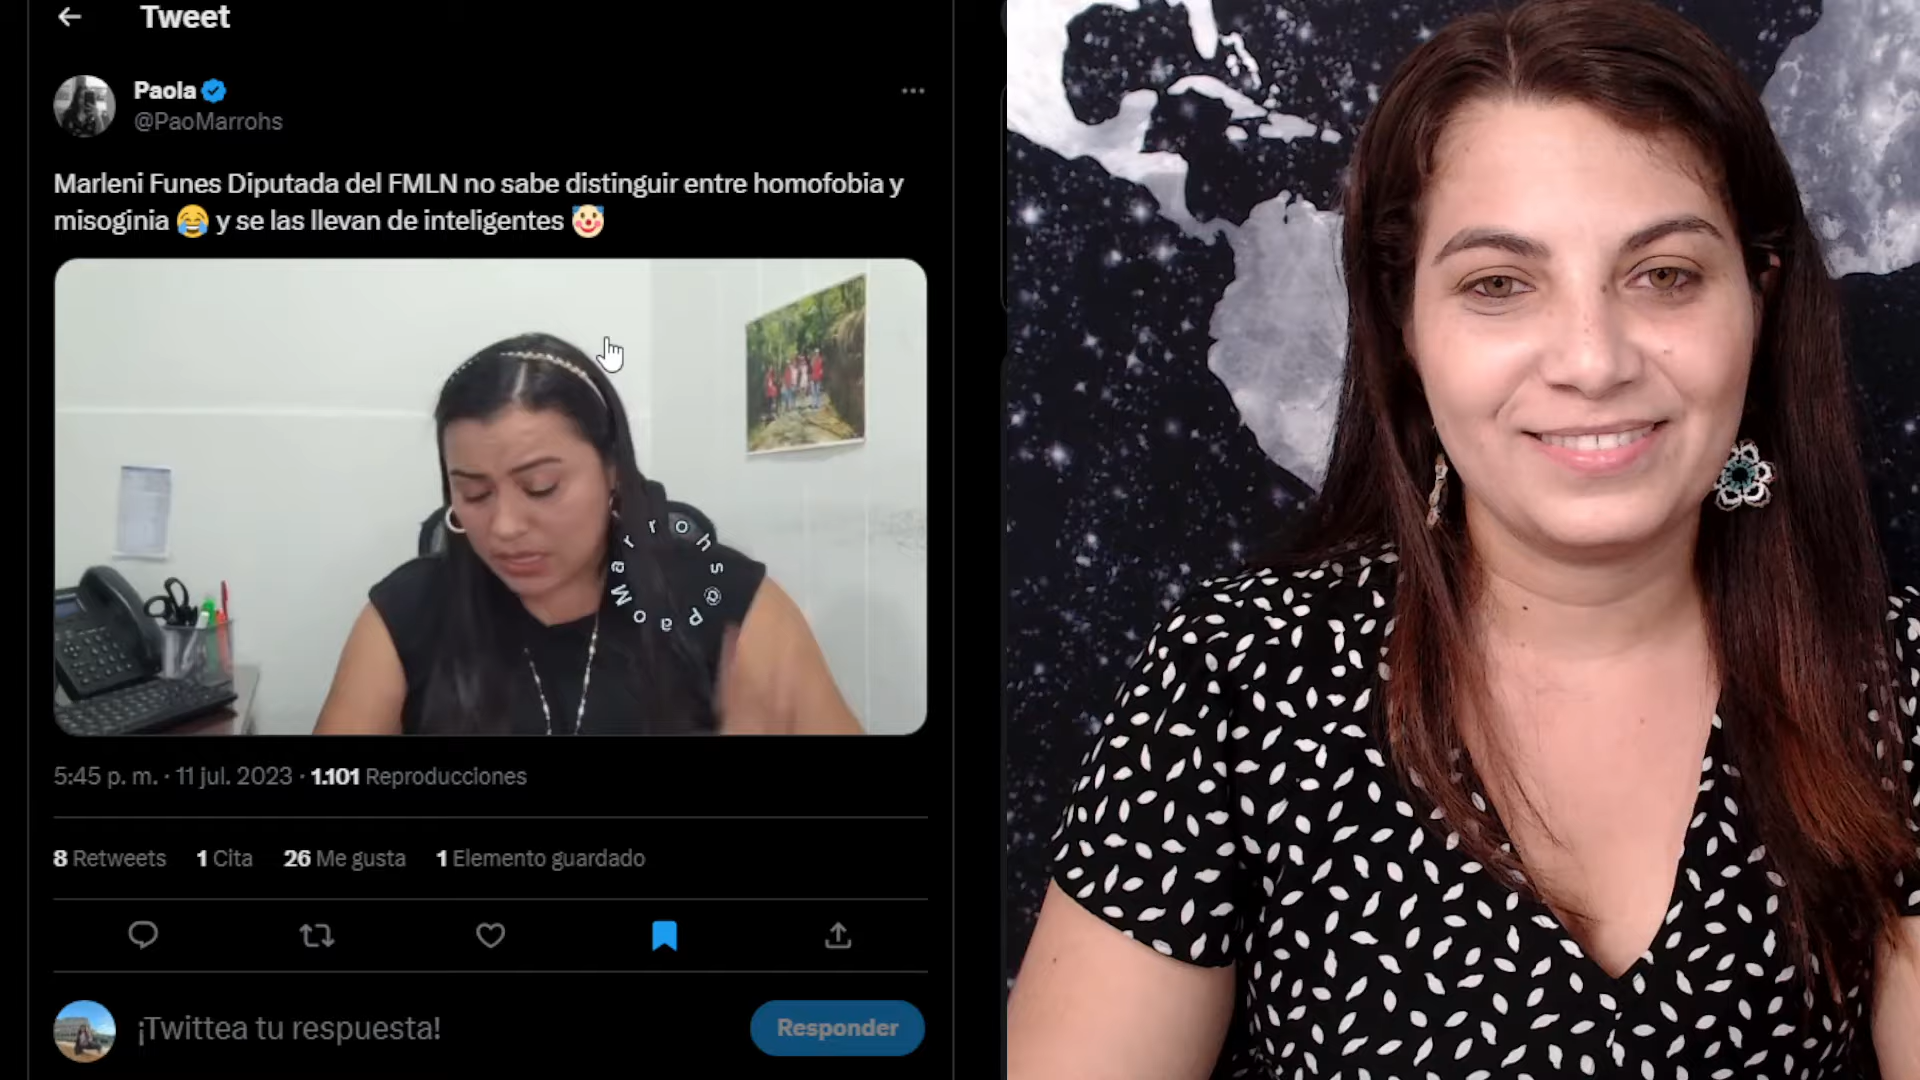 Tweet
Paola
@PaoMarrohs
Marleni Funes Diputada del FMLN no sabe distinguir entre homofobia y
misoginia 😂 y se las llevan de inteligentes 🤡
@PaoMarrohs
5:45 p. m. · 11 jul. 2023 · 1.101 Reproducciones
8 Retweets 1 Cita 26 Me gusta 1 Elemento guardado
¡Twittea tu respuesta!
Responder